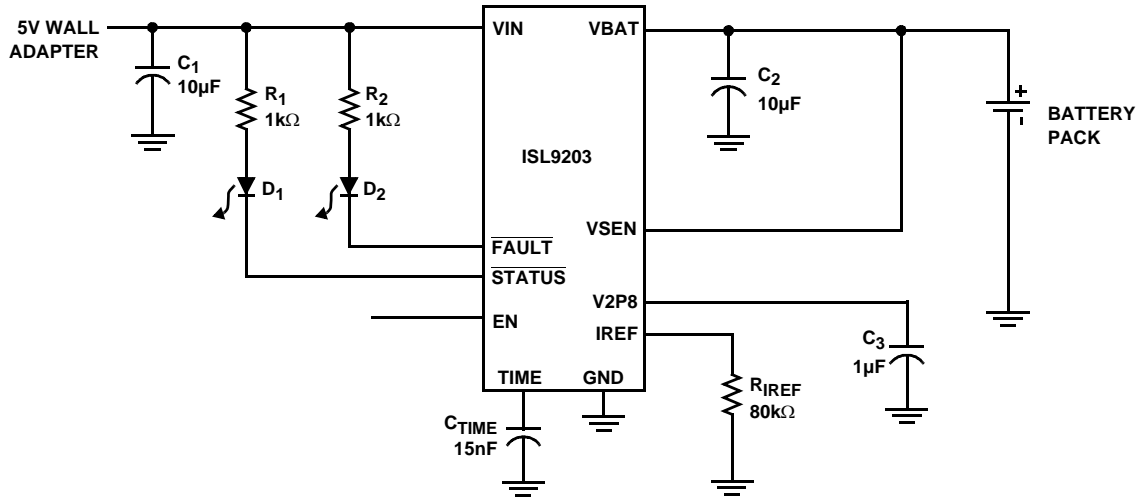 5V WALL
ADAPTER
C1
10µF
R1
1kΩ
R2
1kΩ
D1
D2
VIN
VBAT
ISL9203
FAULT
STATUS
EN
TIME
GND
VSEN
V2P8
IREF
C2
10µF
+
-
BATTERY
PACK
C3
1µF
RIREF
80kΩ
CTIME
15nF